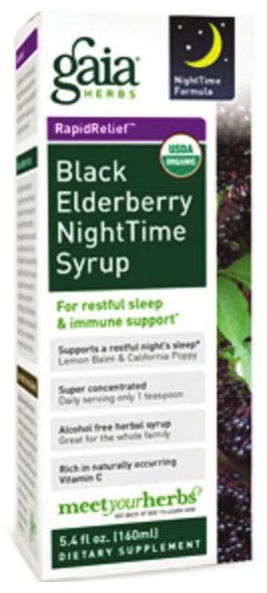 gaia®
HERBS
NightTime
Formula
RapidRelief™
USDA
ORGANIC
Black
Elderberry
NightTime
Syrup
For restful sleep
& immune support*
Supports a restful night's sleep*
Lemon Balm & California Poppy
Super concentrated
Daily serving only 1 teaspoon
Alcohol free herbal syrup
Great for the whole family
Rich in naturally occurring
Vitamin C
meetyourherbs®
5.4 fl oz. (160ml)
DIETARY SUPPLEMENT